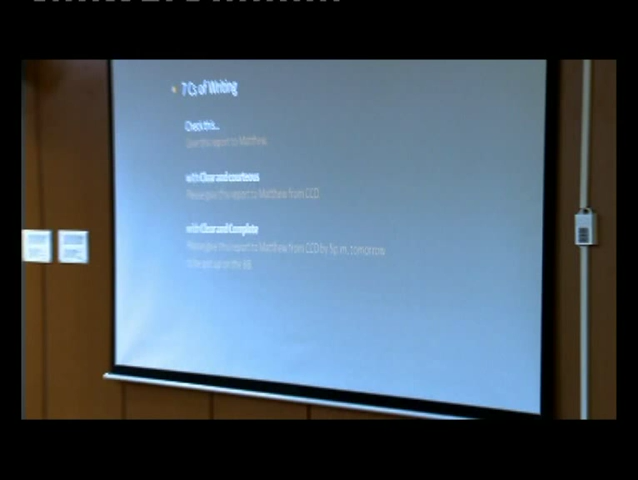 7 Cs of Writing
Check this...
Give this report to Matthew.
with Clear and courteous
Please give this report to Matthew from CCD
with Clear and Complete
Please give this report to Matthew from CCD by 5p.m. tomorrow